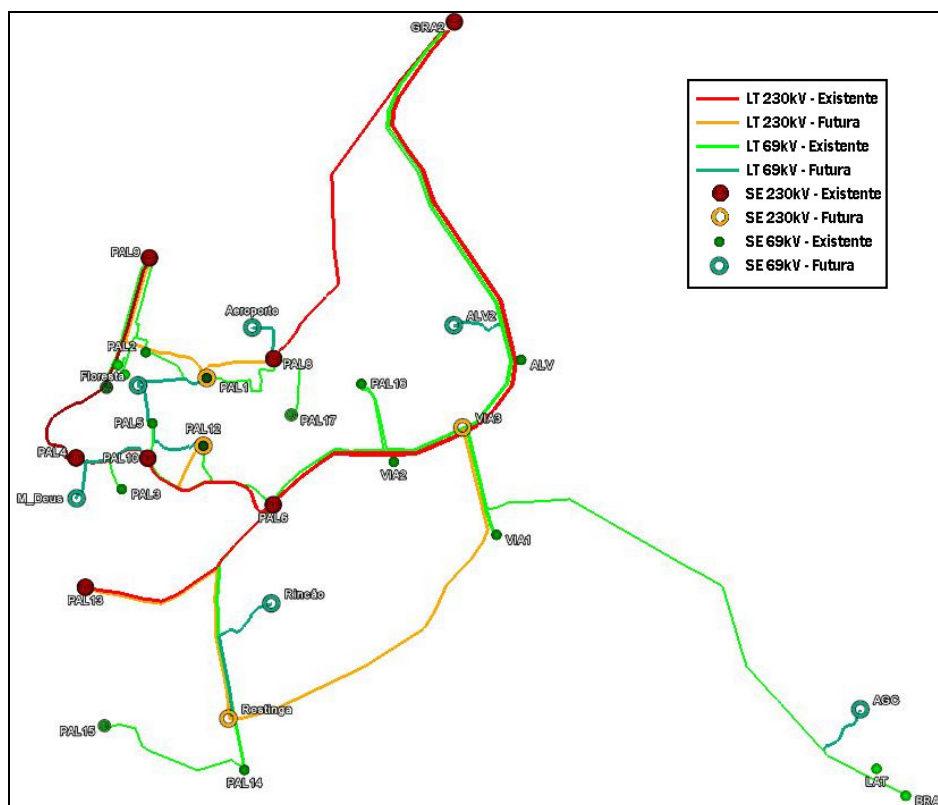 GRA2
LT 230kV - Existente
LT 230kV - Futura
LT 69kV - Existente
LT 69kV - Futura
SE 230kV - Existente
SE 230kV - Futura
SE 69kV - Existente
SE 69kV - Futura
PAL9
Aeroporto
ALV2
PAL2
PAL8
ALV
Floresta
PAL1
PAL16
PAL17
PAL5
PAL12
VIA3
PAL4
PAL10
VIA2
M_Deus
PAL3
PAL6
VIA1
PAL13
Rincão
AGC
Restinga
PAL15
PAL14
LAT
BRA